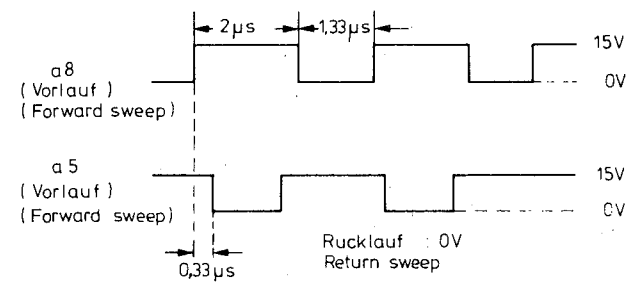 2µs
1,33µs
15V
a8
0V
( Vorlauf )
( Forward sweep)
a5
15V
( Vorlauf )
( Forward sweep)
0V
Rucklauf : 0V
0,33µs
Return sweep